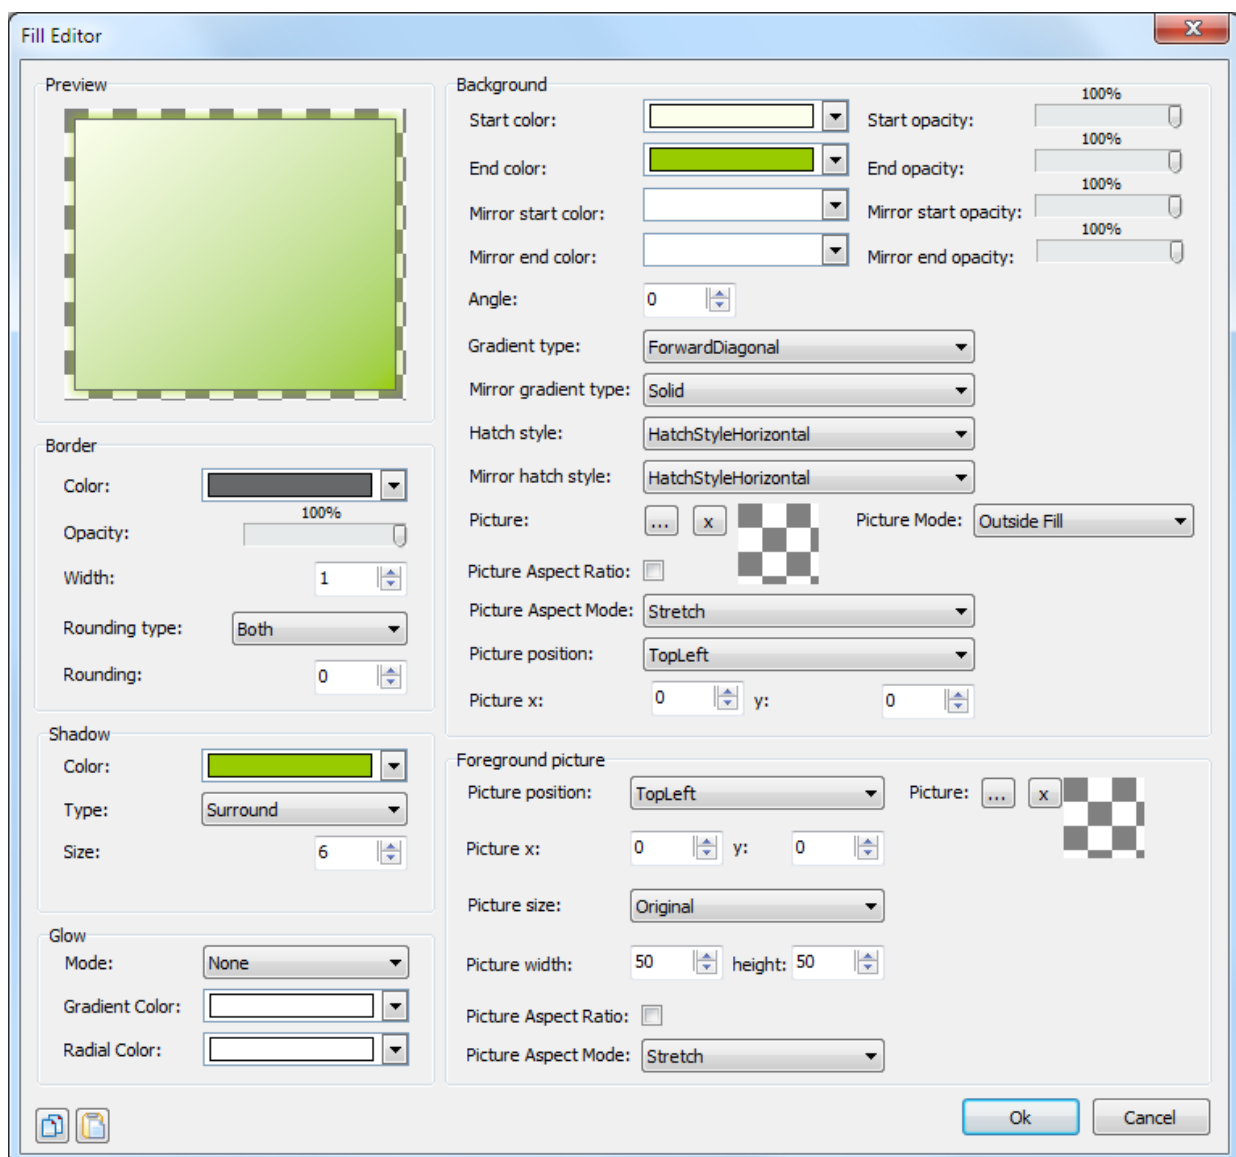 Fill Editor
Preview
Border
Color:
100%
Opacity:
Width: 1
Rounding type: Both
Rounding: 0
Shadow
Color:
Type: Surround
Size: 6
Glow
Mode: None
Gradient Color:
Radial Color:
Background
100%
Start color: Start opacity:
100%
End color: End opacity:
100%
Mirror start color: Mirror start opacity:
100%
Mirror end color: Mirror end opacity:
Angle: 0
Gradient type: ForwardDiagonal
Mirror gradient type: Solid
Hatch style: HatchStyleHorizontal
Mirror hatch style: HatchStyleHorizontal
Picture: ... x Picture Mode: Outside Fill
Picture Aspect Ratio:
Picture Aspect Mode: Stretch
Picture position: TopLeft
Picture x: 0 y: 0
Foreground picture
Picture position: TopLeft Picture: ... x
Picture x: 0 y: 0
Picture size: Original
Picture width: 50 height: 50
Picture Aspect Ratio:
Picture Aspect Mode: Stretch
Ok Cancel